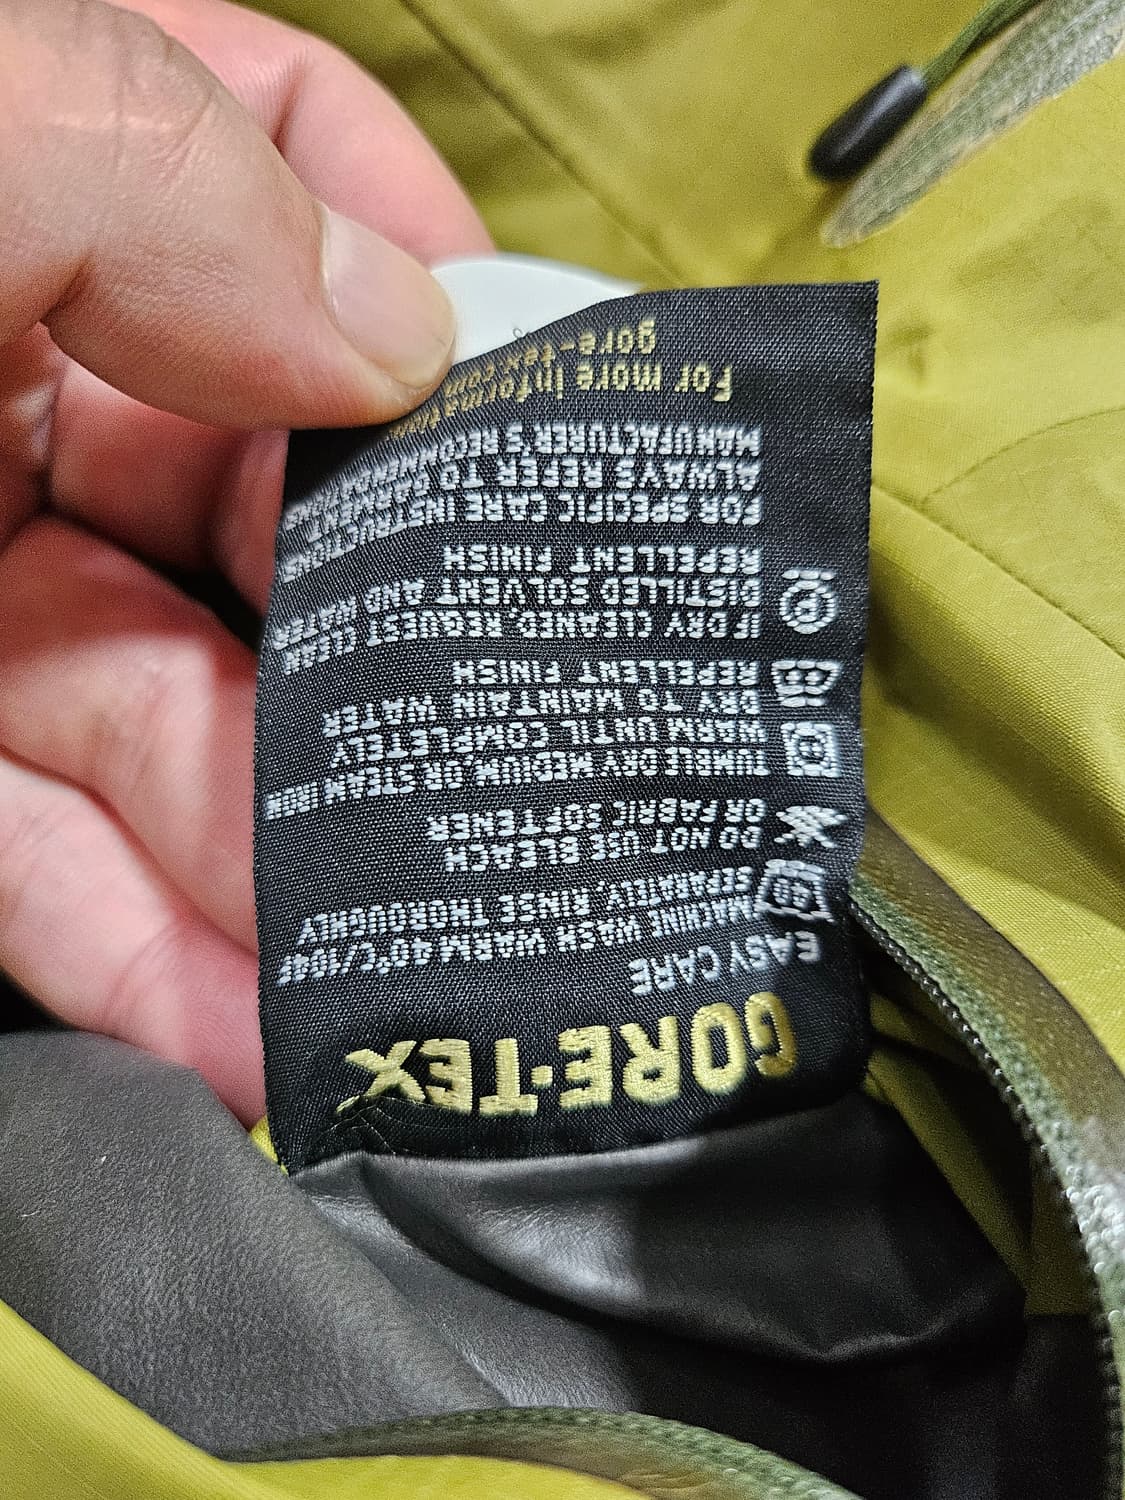 GORE-TEX
EASY CARE
MACHINE WASH WARM 40°C/104F
SEPARATELY, RINSE THOROUGHLY
DO NOT USE BLEACH
OR FABRIC SOFTENER
TUMBLE DRY MEDIUM, OR STEAM IRON
WARM UNTIL COMPLETELY
DRY TO MAINTAIN WATER
REPELLENT FINISH
IF DRY CLEANED, REQUEST CLEAN
DISTILLED SOLVENT AND
REPELLENT FINISH
FOR SPECIFIC CARE INSTRUCTIONS
ALWAYS REFER TO GARMENT
MANUFACTURER'S
For more information
gore-tex.com